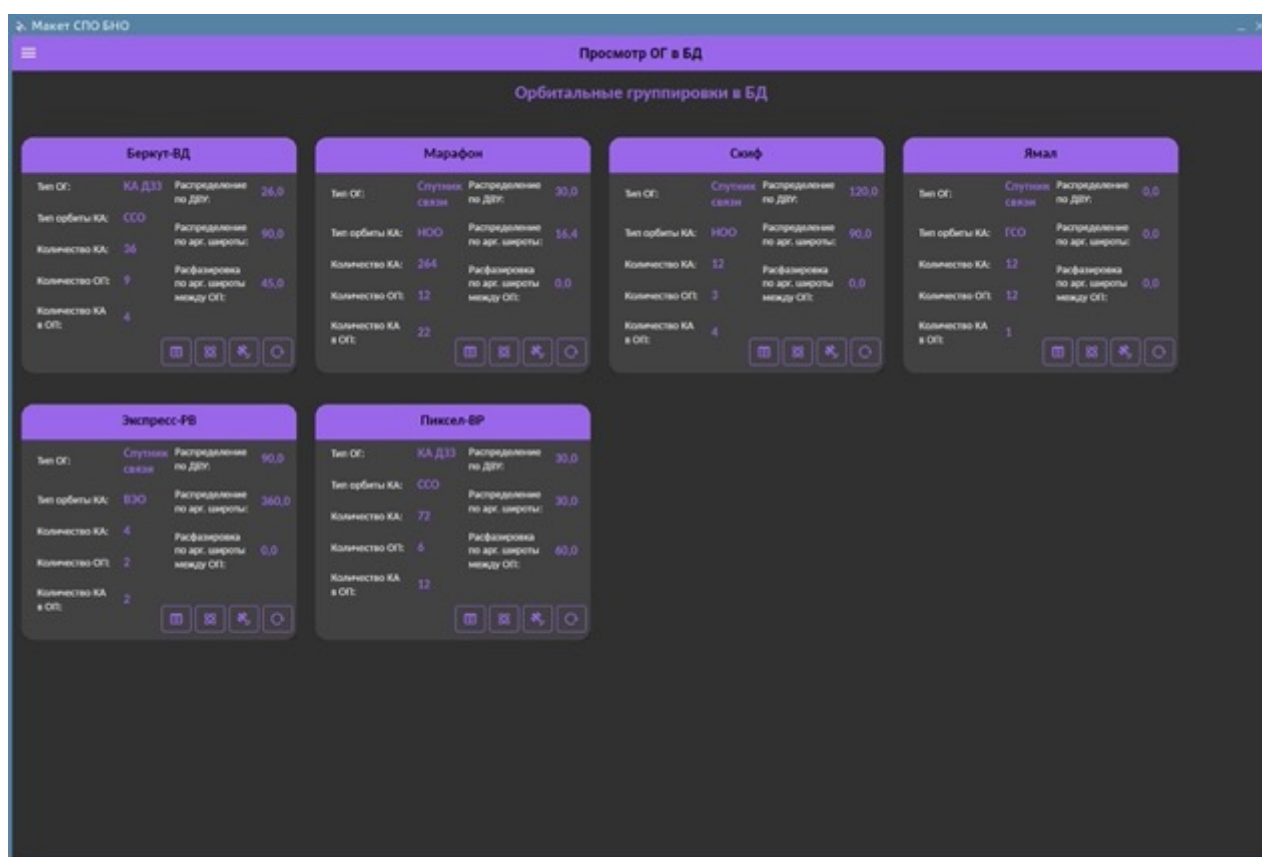 Макет СПО БНО
Просмотр ОГ в БД
Орбитальные группировки в БД
Беркут-ВД
Тип ОГ: КА ДЗЗ
Тип орбиты КА: ССО
Количество КА: 36
Количество ОП: 9
Количество КА
в ОП: 4
Распределение
по ДВУ: 26,0
Распределение
по арг. широты: 90,0
Расфазировка
по арг. широты
между ОП: 45,0
Марафон
Тип ОГ: Спутник
связи
Тип орбиты КА: НОО
Количество КА: 264
Количество ОП: 12
Количество КА
в ОП: 22
Распределение
по ДВУ: 30,0
Распределение
по арг. широты: 16,4
Расфазировка
по арг. широты
между ОП: 0,0
Скиф
Тип ОГ: Спутник
связи
Тип орбиты КА: НОО
Количество КА: 12
Количество ОП: 3
Количество КА
в ОП: 4
Распределение
по ДВУ: 120,0
Распределение
по арг. широты: 90,0
Расфазировка
по арг. широты
между ОП: 0,0
Ямал
Тип ОГ: Спутник
связи
Тип орбиты КА: ГСО
Количество КА: 12
Количество ОП: 12
Количество КА
в ОП: 1
Распределение
по ДВУ: 0,0
Распределение
по арг. широты: 0,0
Расфазировка
по арг. широты
между ОП: 0,0
Экспресс-РВ
Тип ОГ: Спутник
связи
Тип орбиты КА: ВЭО
Количество КА: 4
Количество ОП: 2
Количество КА
в ОП: 2
Распределение
по ДВУ: 90,0
Распределение
по арг. широты: 360,0
Расфазировка
по арг. широты
между ОП: 0,0
Пиксел-ВР
Тип ОГ: КА ДЗЗ
Тип орбиты КА: ССО
Количество КА: 72
Количество ОП: 6
Количество КА
в ОП: 12
Распределение
по ДВУ: 30,0
Распределение
по арг. широты: 30,0
Расфазировка
по арг. широты
между ОП: 60,0